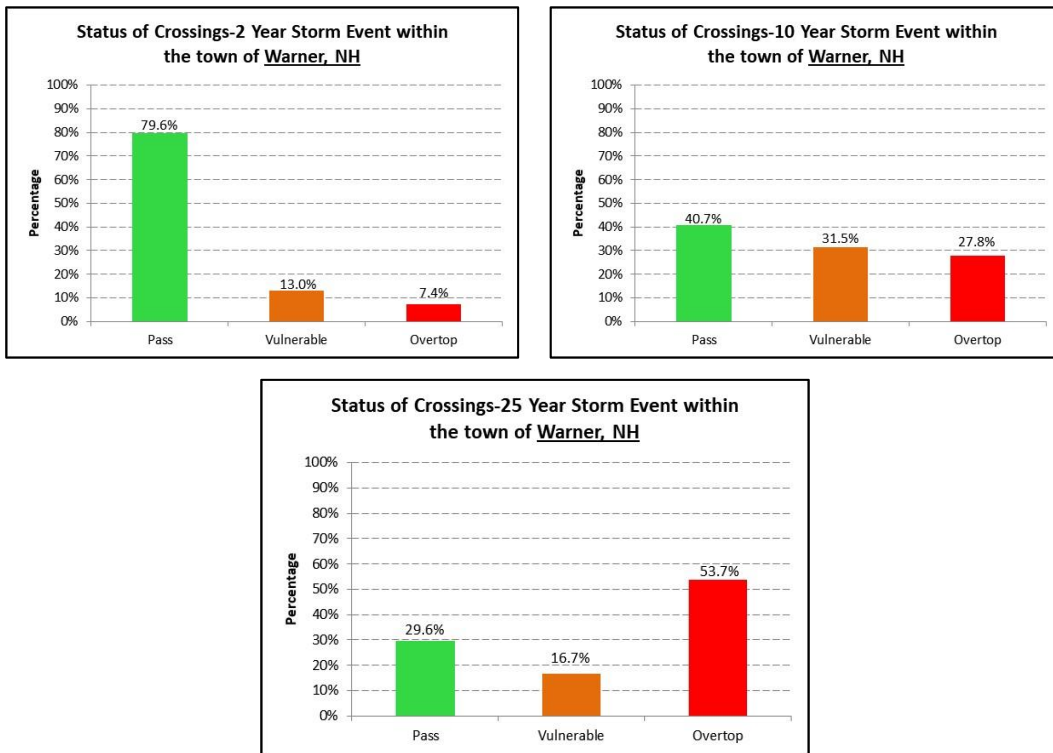 Status of Crossings-2 Year Storm Event within
the town of Warner, NH
100%
90%
80%
70%
60%
50%
40%
30%
20%
10%
0%
Percentage
79.6%
13.0%
7.4%
Pass
Vulnerable
Overtop
Status of Crossings-10 Year Storm Event within
the town of Warner, NH
100%
90%
80%
70%
60%
50%
40%
30%
20%
10%
0%
Percentage
40.7%
31.5%
27.8%
Pass
Vulnerable
Overtop
Status of Crossings-25 Year Storm Event within
the town of Warner, NH
100%
90%
80%
70%
60%
50%
40%
30%
20%
10%
0%
Percentage
29.6%
16.7%
53.7%
Pass
Vulnerable
Overtop